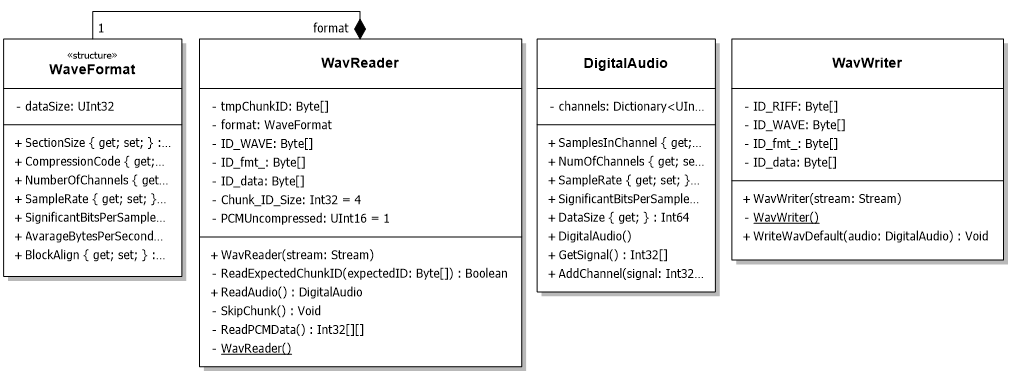 1
format
«structure»
WaveFormat
- dataSize: UInt32
+ SectionSize { get; set; } :...
+ CompressionCode { get;...
+ NumberOfChannels { get...
+ SampleRate { get; set; }...
+ SignificantBitsPerSample...
+ AvarageBytesPerSecond...
+ BlockAlign { get; set; } :...
WavReader
- tmpChunkID: Byte[]
- format: WaveFormat
- ID_WAVE: Byte[]
- ID_fmt_: Byte[]
- ID_data: Byte[]
- Chunk_ID_Size: Int32 = 4
- PCMUncompressed: UInt16 = 1
+ WavReader(stream: Stream)
- ReadExpectedChunkID(expectedID: Byte[]) : Boolean
+ ReadAudio() : DigitalAudio
- SkipChunk() : Void
- ReadPCMData() : Int32[][]
- WavReader()
DigitalAudio
- channels: Dictionary<UIn...
+ SamplesInChannel { get;...
+ NumOfChannels { get; se...
+ SampleRate { get; set; }...
+ SignificantBitsPerSample...
+ DataSize { get; } : Int64
+ DigitalAudio()
+ GetSignal() : Int32[]
+ AddChannel(signal: Int32...
WavWriter
- ID_RIFF: Byte[]
- ID_WAVE: Byte[]
- ID_fmt_: Byte[]
- ID_data: Byte[]
+ WavWriter(stream: Stream)
- WavWriter()
+ WriteWavDefault(audio: DigitalAudio) : Void